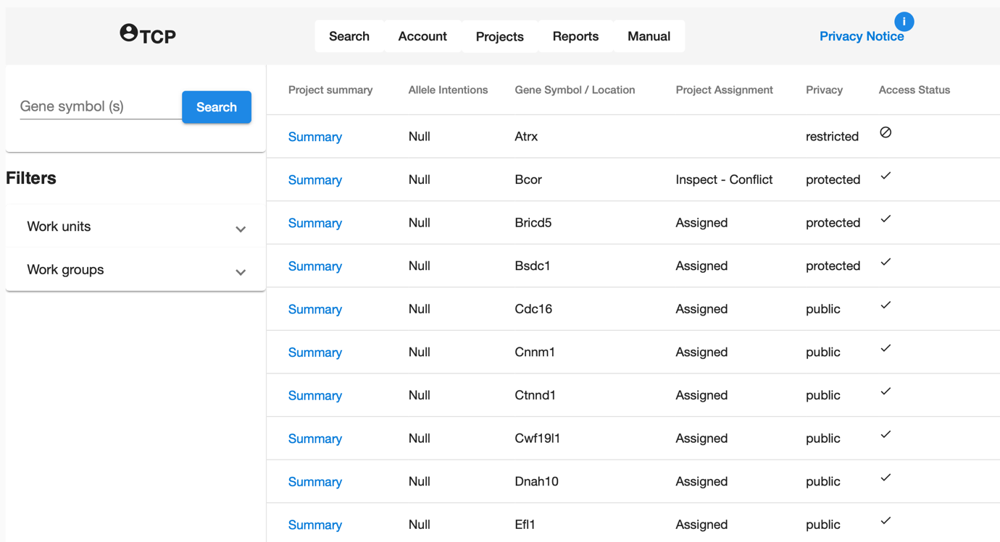 TCP
Search Account Projects Reports Manual
i
Privacy Notice
Gene symbol (s)
Search
Filters
Work units
Work groups
Project summary Allele Intentions Gene Symbol / Location Project Assignment Privacy Access Status
Summary Null Atrx restricted
Summary Null Bcor Inspect - Conflict protected
Summary Null Bricd5 Assigned protected
Summary Null Bsdc1 Assigned protected
Summary Null Cdc16 Assigned public
Summary Null Cnnm1 Assigned public
Summary Null Ctnnd1 Assigned public
Summary Null Cwf19l1 Assigned public
Summary Null Dnah10 Assigned public
Summary Null Efl1 Assigned public